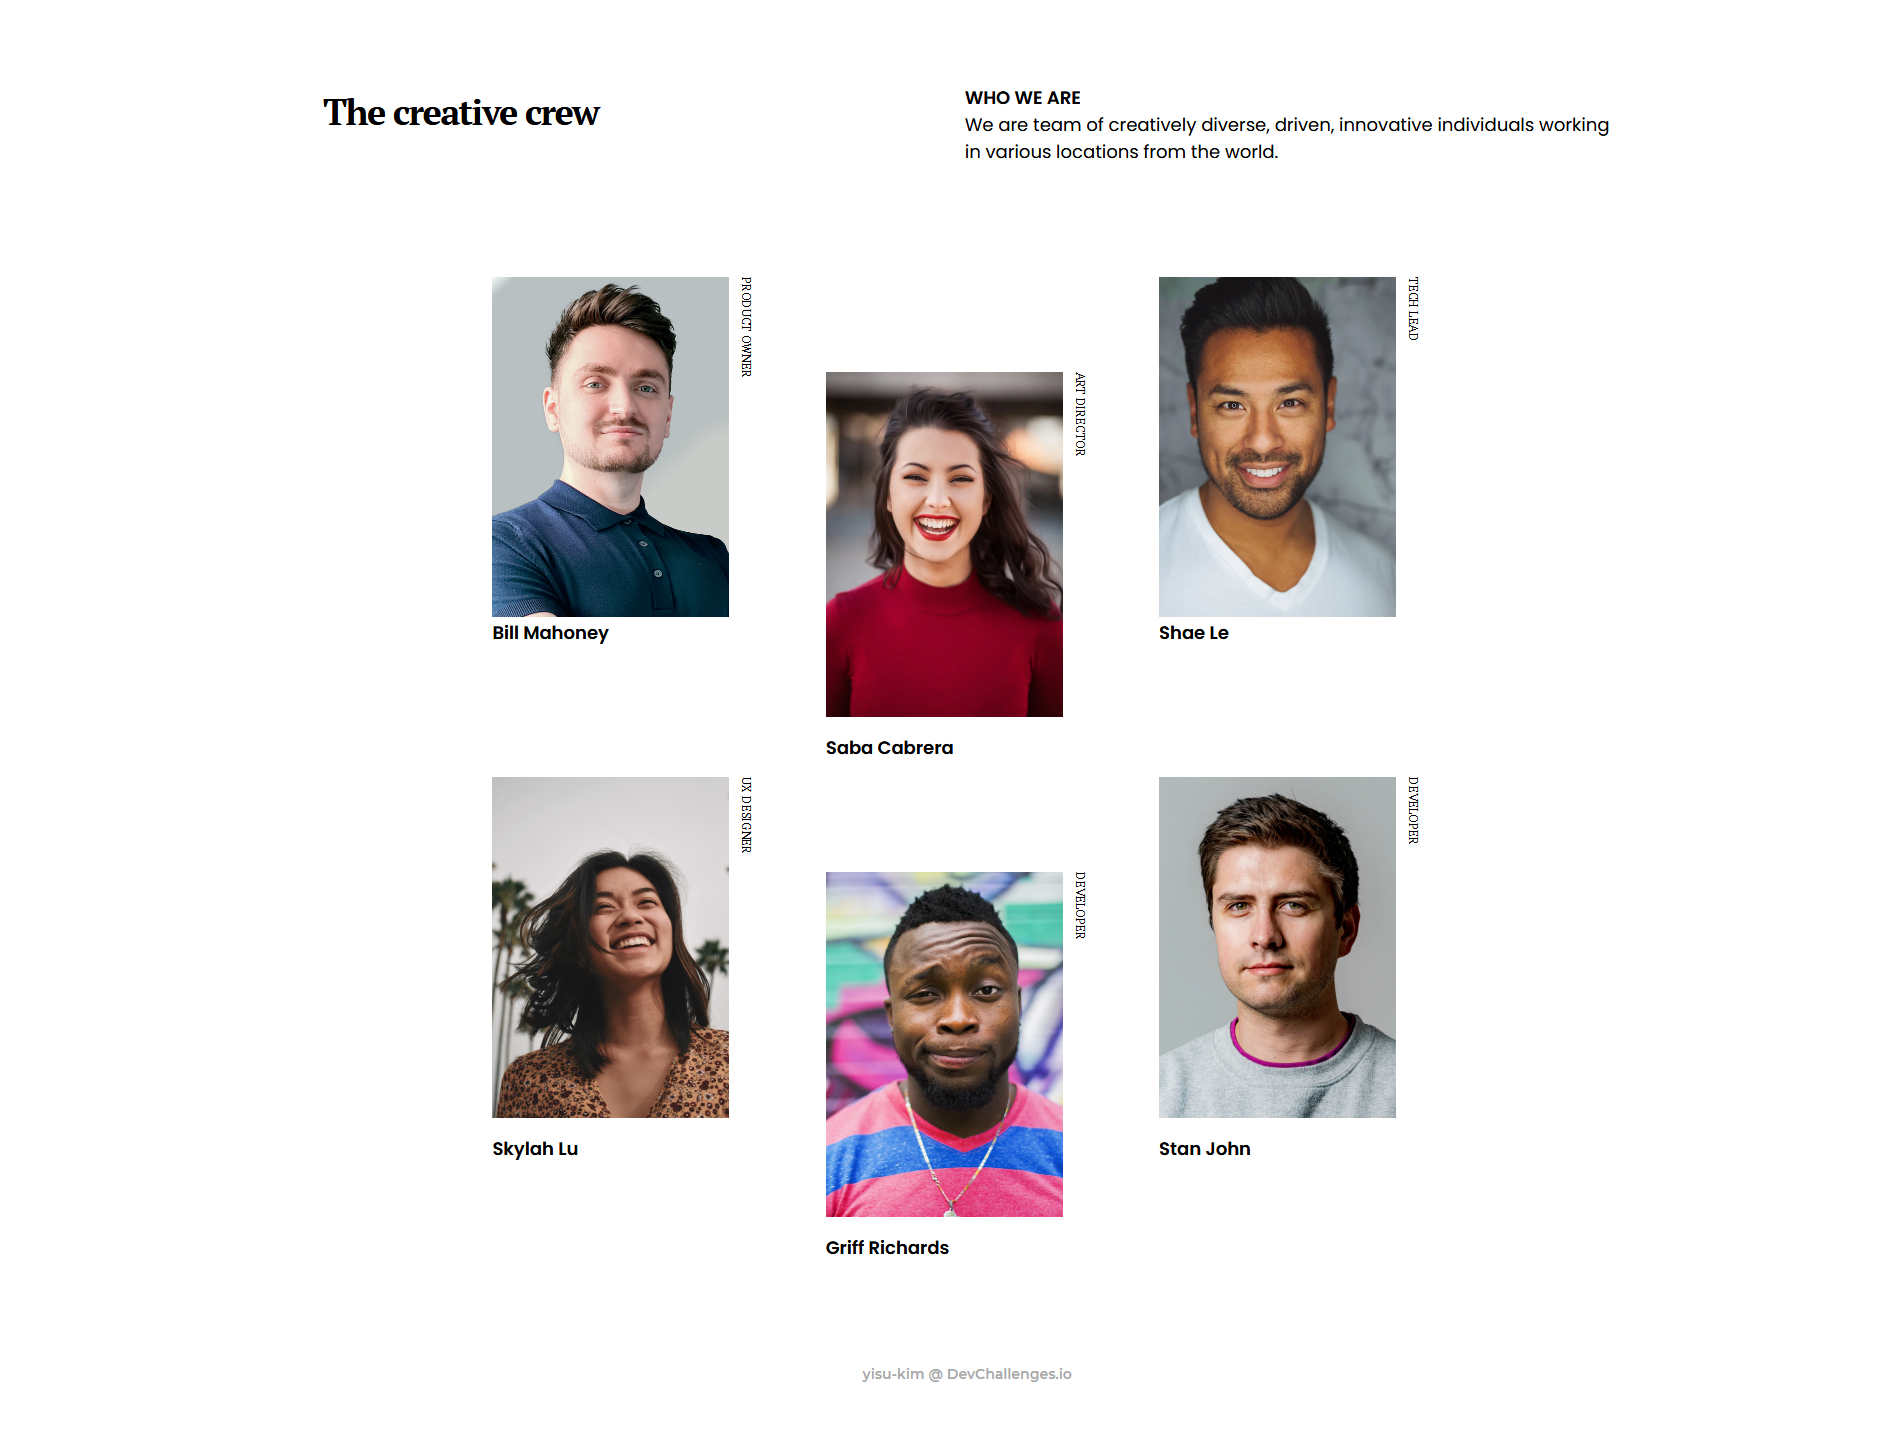 The creative crew
WHO WE ARE
We are team of creatively diverse, driven, innovative individuals working
in various locations from the world.
PRODUCT OWNER
Bill Mahoney
ART DIRECTOR
Saba Cabrera
TECH LEAD
Shae Le
UX DESIGNER
Skylah Lu
DEVELOPER
Griff Richards
DEVELOPER
Stan John
yisu-kim @ DevChallenges.io